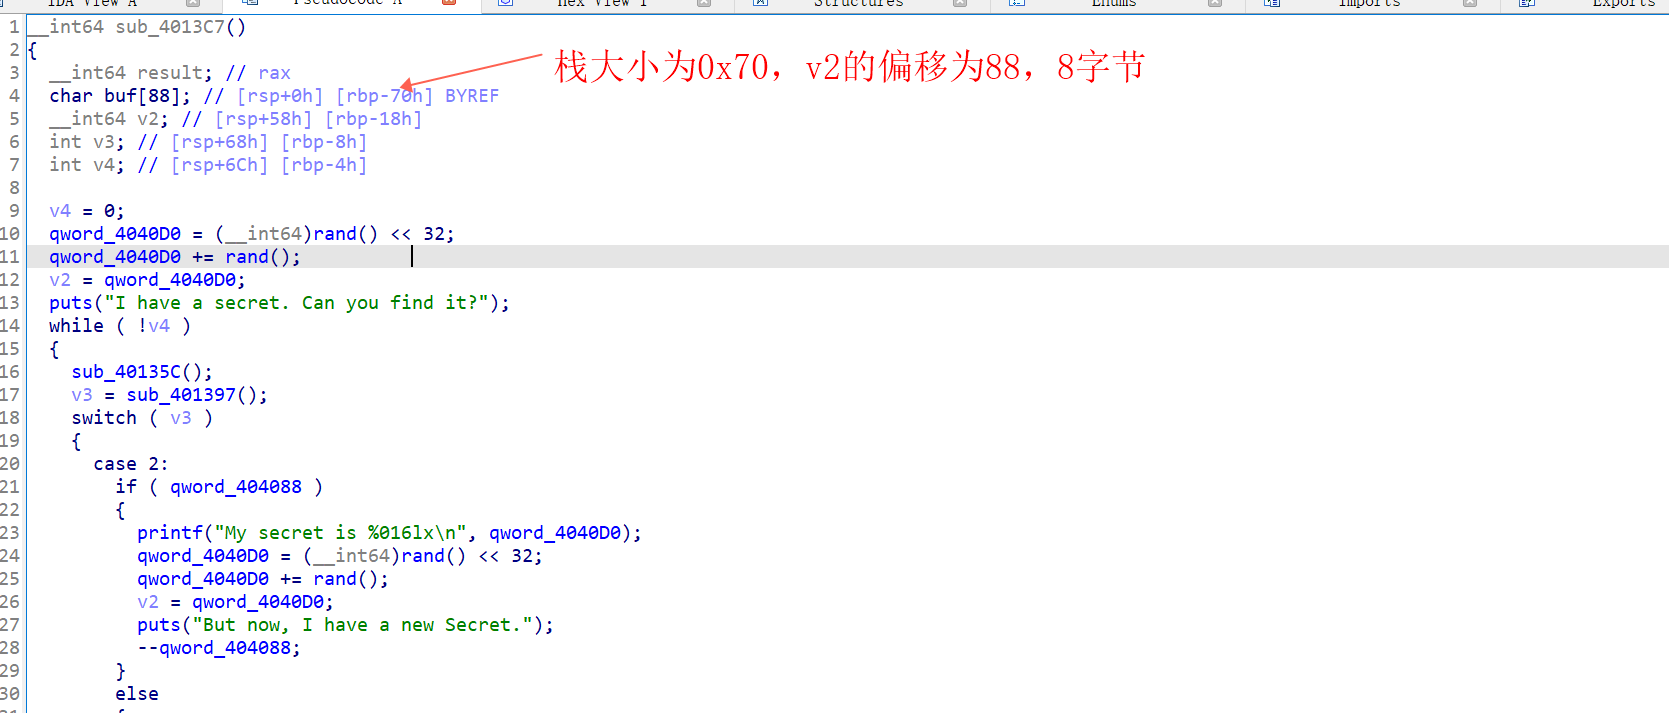 IDA View A
Pseudocode A
Hex View 1
Structures
Enums
Imports
Exports
1 __int64 sub_4013C7()
2 {
3 __int64 result; // rax
栈大小为0x70，v2的偏移为88，8字节
4 char buf[88]; // [rsp+0h] [rbp-70h] BYREF
5 __int64 v2; // [rsp+58h] [rbp-18h]
6 int v3; // [rsp+68h] [rbp-8h]
7 int v4; // [rsp+6Ch] [rbp-4h]
8
9 v4 = 0;
10 qword_4040D0 = (__int64)rand() << 32;
11 qword_4040D0 += rand();
12 v2 = qword_4040D0;
13 puts("I have a secret. Can you find it?");
14 while ( !v4 )
15 {
16 sub_40135C();
17 v3 = sub_401397();
18 switch ( v3 )
19 {
20 case 2:
21 if ( qword_404088 )
22 {
23 printf("My secret is %016lx\n", qword_4040D0);
24 qword_4040D0 = (__int64)rand() << 32;
25 qword_4040D0 += rand();
26 v2 = qword_4040D0;
27 puts("But now, I have a new Secret.");
28 --qword_404088;
29 }
30 else